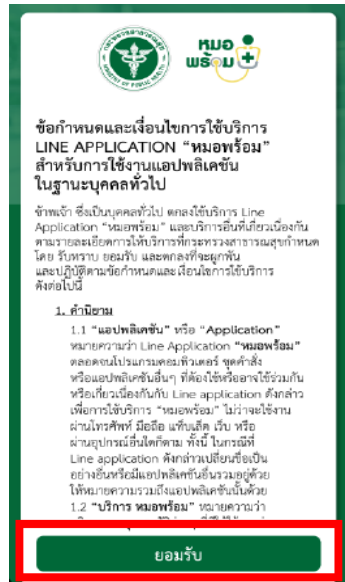 หมอ
พร้อม
ข้อกำหนดและเงื่อนไขการใช้บริการ
LINE APPLICATION “หมอพร้อม”
สำหรับการใช้งานแอปพลิเคชัน
ในฐานะบุคคลทั่วไป
ข้าพเจ้า ซึ่งเป็นบุคคลทั่วไป ตกลงใช้บริการ Line
Application “หมอพร้อม” และบริการอื่นที่เกี่ยวเนื่องกัน
ตามรายละเอียดการให้บริการที่กระทรวงสาธารณสุขกำหนด
โดย รับทราบ ยอมรับ และตกลงที่จะผูกพัน
และปฏิบัติตามข้อกำหนดและเงื่อนไขการใช้บริการ
ดังต่อไปนี้
1. คำนิยาม
1.1 “แอปพลิเคชัน” หรือ “Application”
หมายความว่า Line Application “หมอพร้อม”
ตลอดจนโปรแกรมคอมพิวเตอร์ ชุดคำสั่ง
หรือแอปพลิเคชันอื่นๆ ที่ต้องใช้หรืออาจใช้ร่วมกัน
หรือเกี่ยวเนื่องกันกับ Line application ดังกล่าว
เพื่อการใช้บริการ “หมอพร้อม” ไม่ว่าจะใช้งาน
ผ่านโทรศัพท์ มือถือ แท็บเล็ต เว็บ หรือ
ผ่านอุปกรณ์อื่นใดก็ตาม ทั้งนี้ ในกรณีที่
Line application ดังกล่าวเปลี่ยนชื่อเป็น
อย่างอื่นหรือมีแอปพลิเคชันอื่นรวมอยู่ด้วย
ให้หมายความรวมถึงแอปพลิเคชันนั้นด้วย
1.2 “บริการ หมอพร้อม” หมายความว่า
ยอมรับ